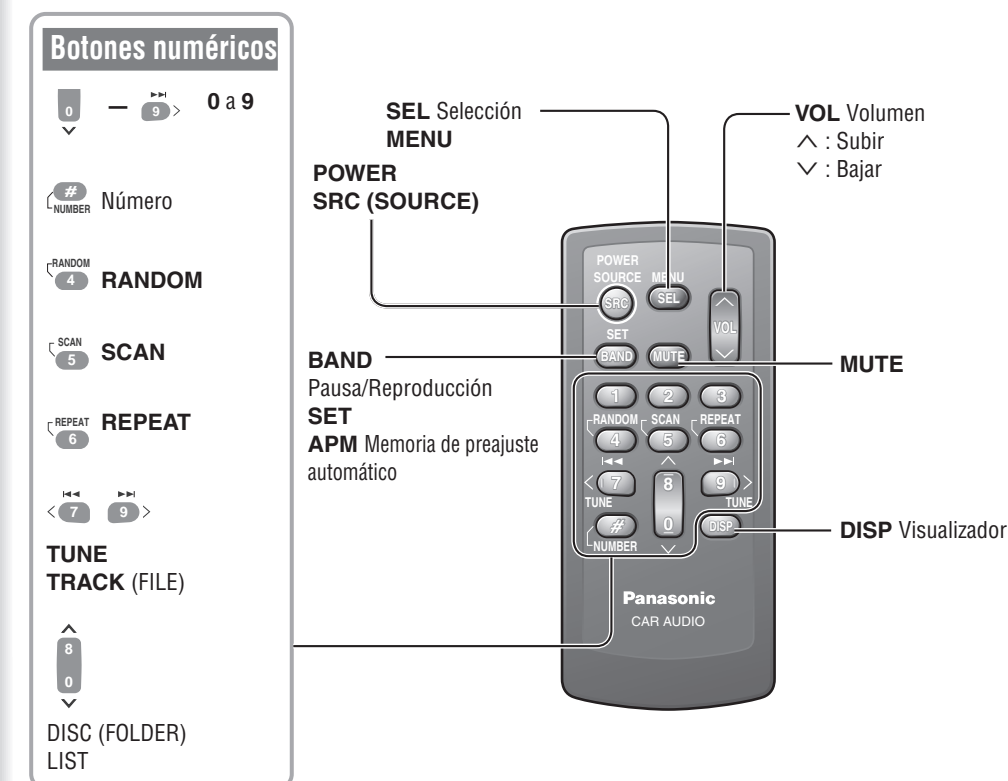 Botones numéricos
0 — 9 0 a 9
# NUMBER Número
RANDOM 4 RANDOM
SCAN 5 SCAN
REPEAT 6 REPEAT
7 9
TUNE
TRACK (FILE)
8
0
DISC (FOLDER)
LIST
SEL Selección
MENU
POWER
SRC (SOURCE)
BAND
Pausa/Reproducción
SET
APM Memoria de preajuste
automático
VOL Volumen
: Subir
: Bajar
MUTE
DISP Visualizador
POWER
SOURCE MENU
SRC SEL
VOL
SET
BAND MUTE
1 2 3
RANDOM SCAN REPEAT
4 5 6
7 8 9
TUNE TUNE
# 0 DISP
NUMBER
Panasonic
CAR AUDIO